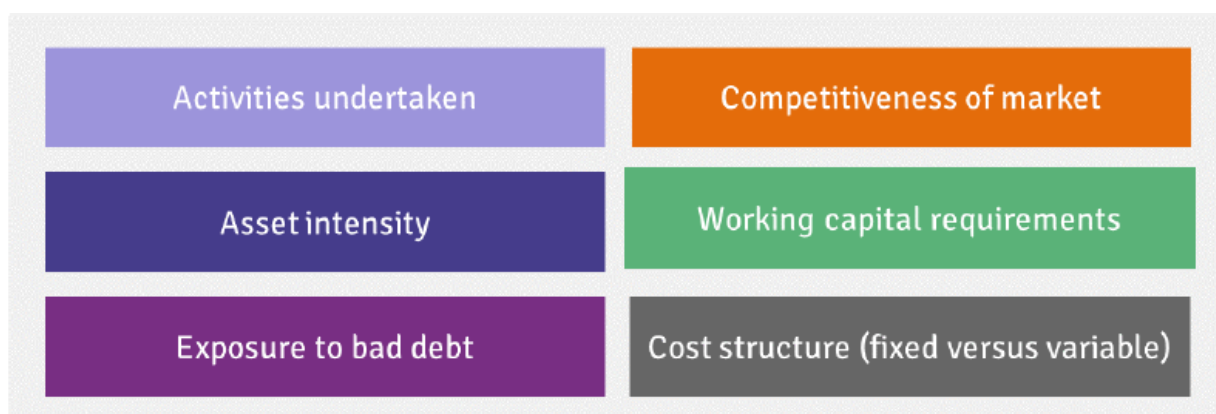 Activities undertaken
Competitiveness of market
Asset intensity
Working capital requirements
Exposure to bad debt
Cost structure (fixed versus variable)